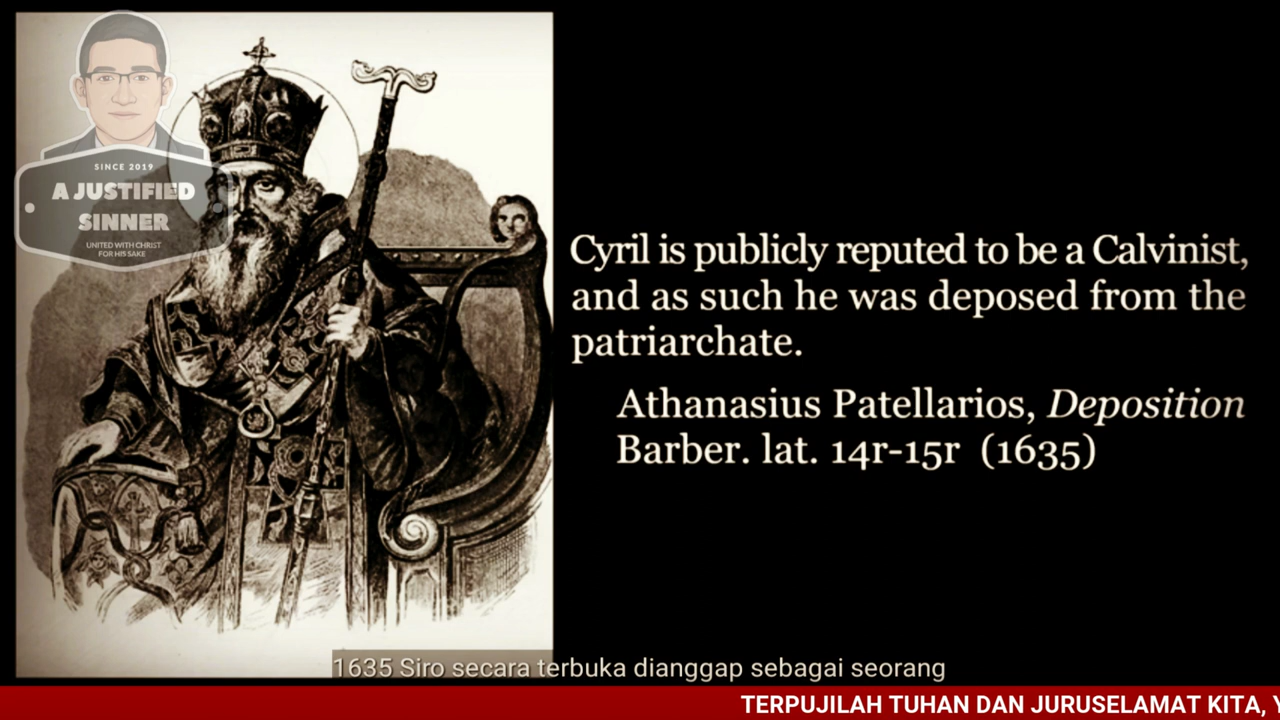 SINCE 2019
A JUSTIFIED
SINNER
UNITED WITH CHRIST
FOR HIS SAKE
Cyril is publicly reputed to be a Calvinist,
and as such he was deposed from the
patriarchate.
Athanasius Patellarios, Deposition
Barber. lat. 14r-15r (1635)
1635 Siro secara terbuka dianggap sebagai seorang
TERPUJILAH TUHAN DAN JURUSELAMAT KITA,